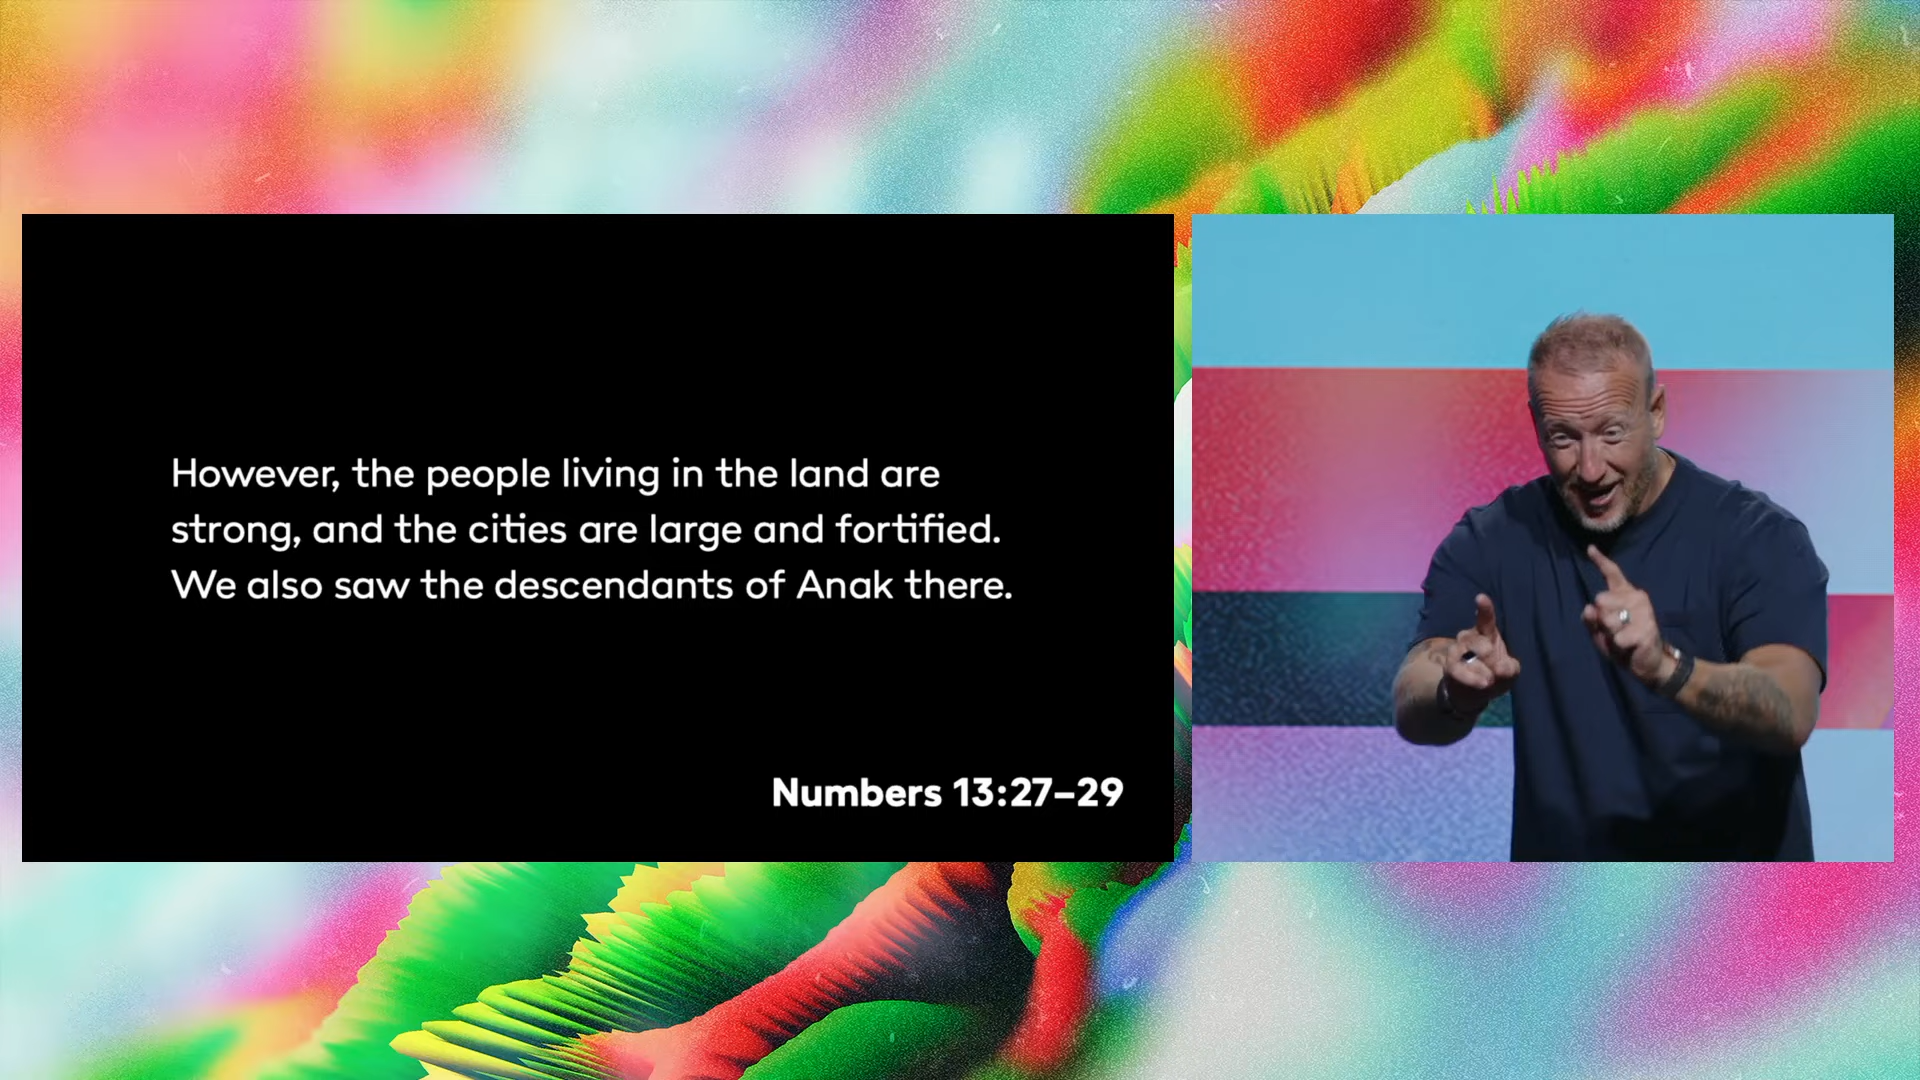 However, the people living in the land are
strong, and the cities are large and fortified.
We also saw the descendants of Anak there.
Numbers 13:27–29